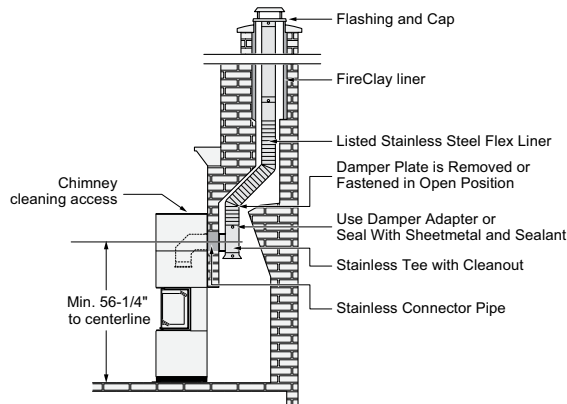 Flashing and Cap
FireClay liner
Listed Stainless Steel Flex Liner
Damper Plate is Removed or
Fastened in Open Position
Chimney
cleaning access
Use Damper Adapter or
Seal With Sheetmetal and Sealant
Stainless Tee with Cleanout
Min. 56-1/4"
to centerline
Stainless Connector Pipe